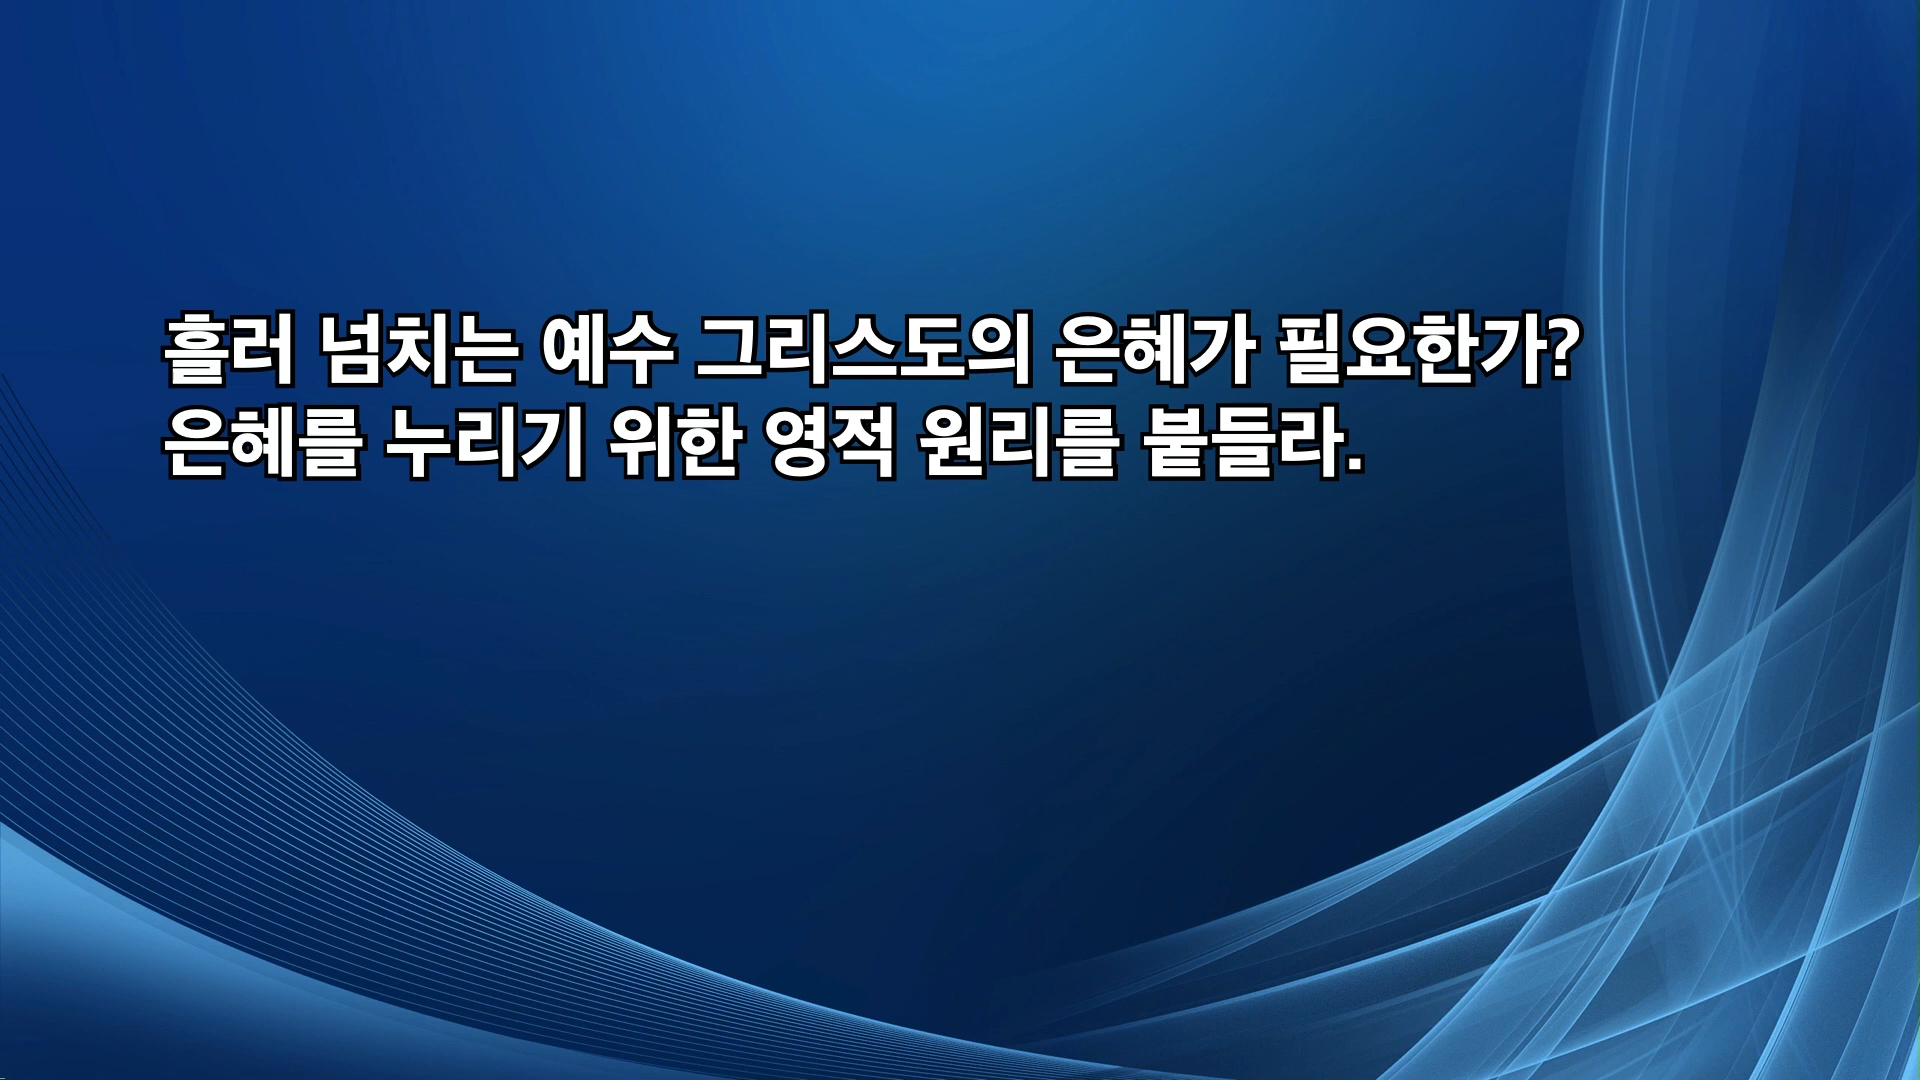 흘러 넘치는 예수 그리스도의 은혜가 필요한가?
은혜를 누리기 위한 영적 원리를 붙들라.